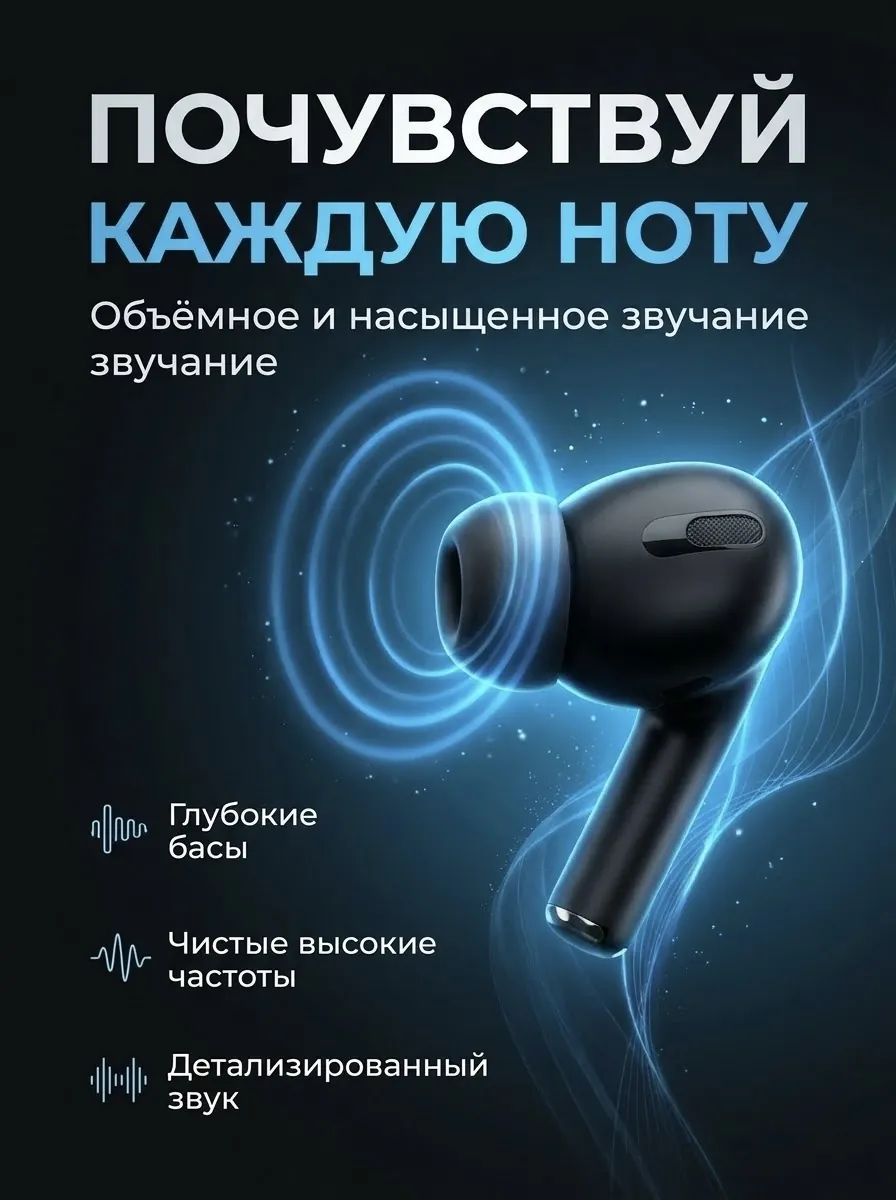 ПОЧУВСТВУЙ
КАЖДУЮ НОТУ
Объёмное и насыщенное звучание
звучание
Глубокие
басы
Чистые высокие
частоты
Детализированный
звук